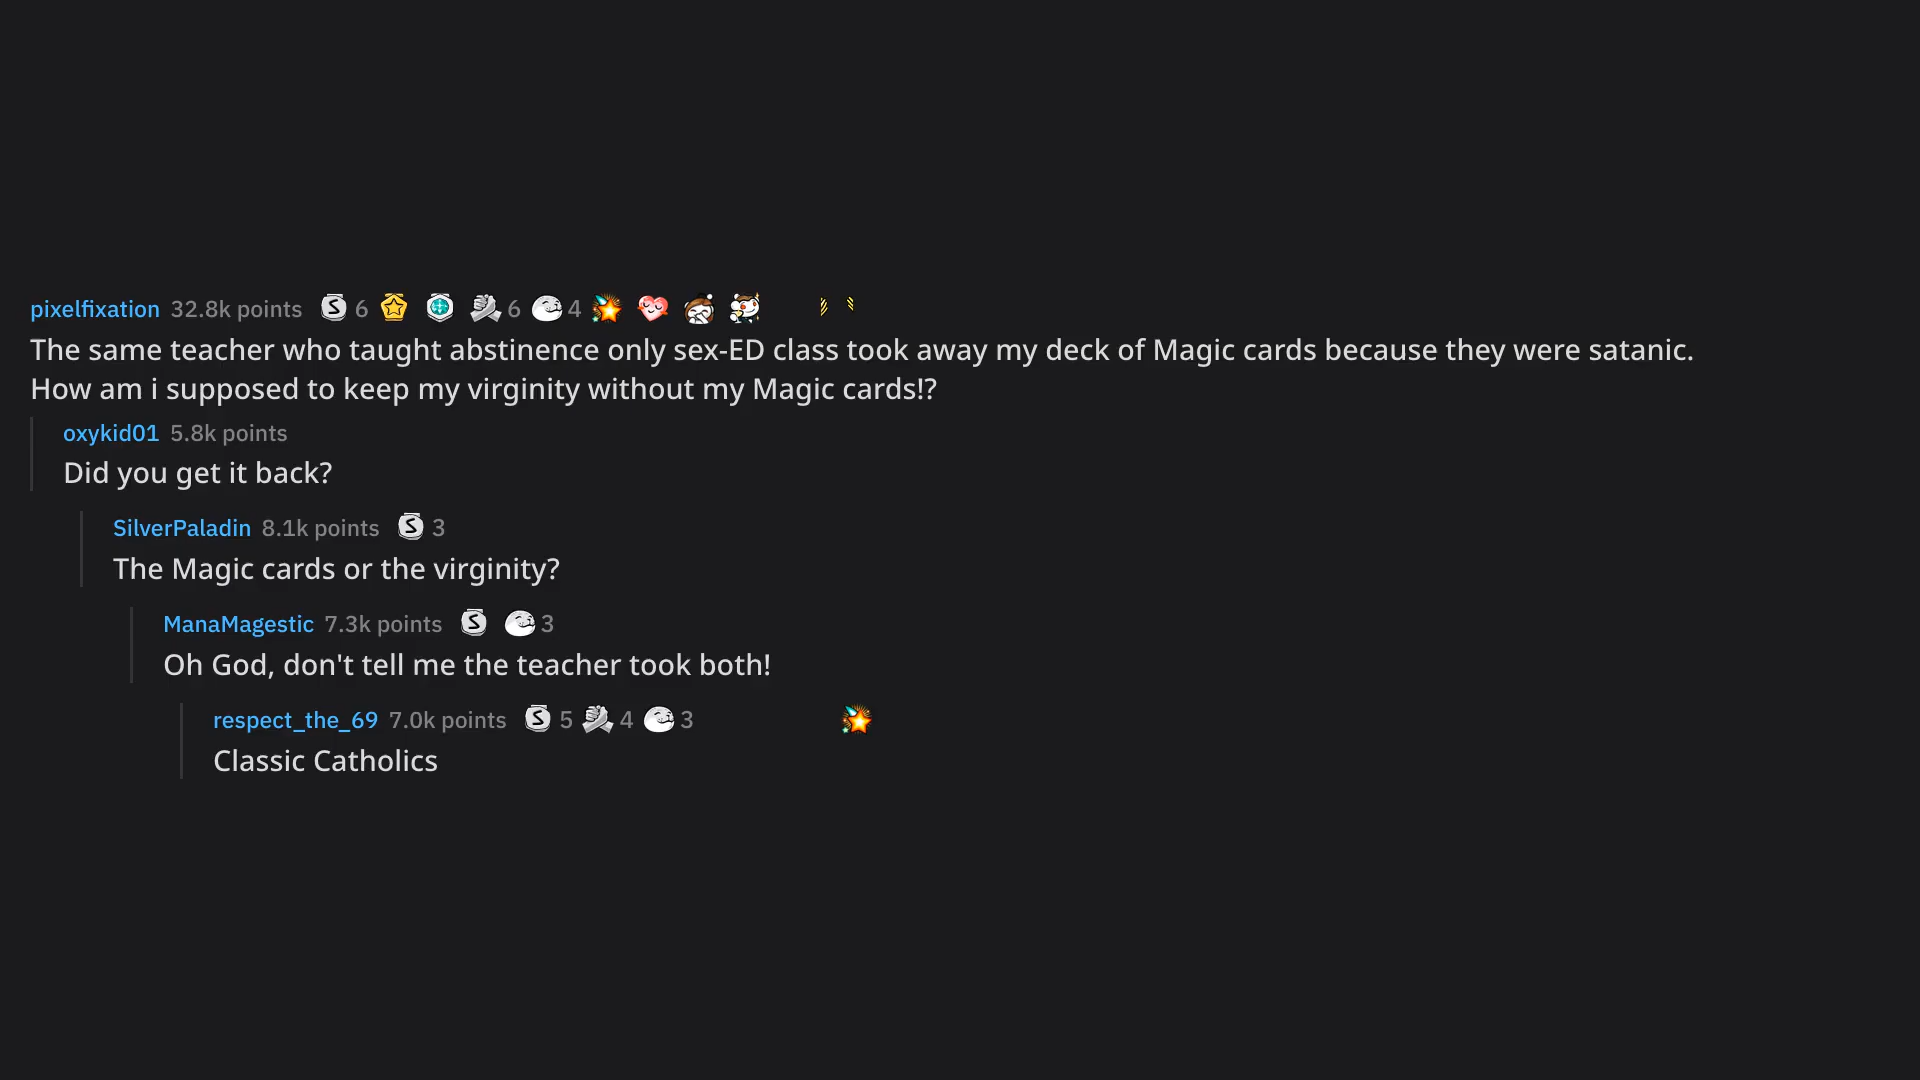 pixelfixation 32.8k points 6 6 4
The same teacher who taught abstinence only sex-ED class took away my deck of Magic cards because they were satanic.
How am i supposed to keep my virginity without my Magic cards!?
oxykid01 5.8k points
Did you get it back?
SilverPaladin 8.1k points 3
The Magic cards or the virginity?
ManaMagestic 7.3k points 3
Oh God, don't tell me the teacher took both!
respect_the_69 7.0k points 5 4 3
Classic Catholics